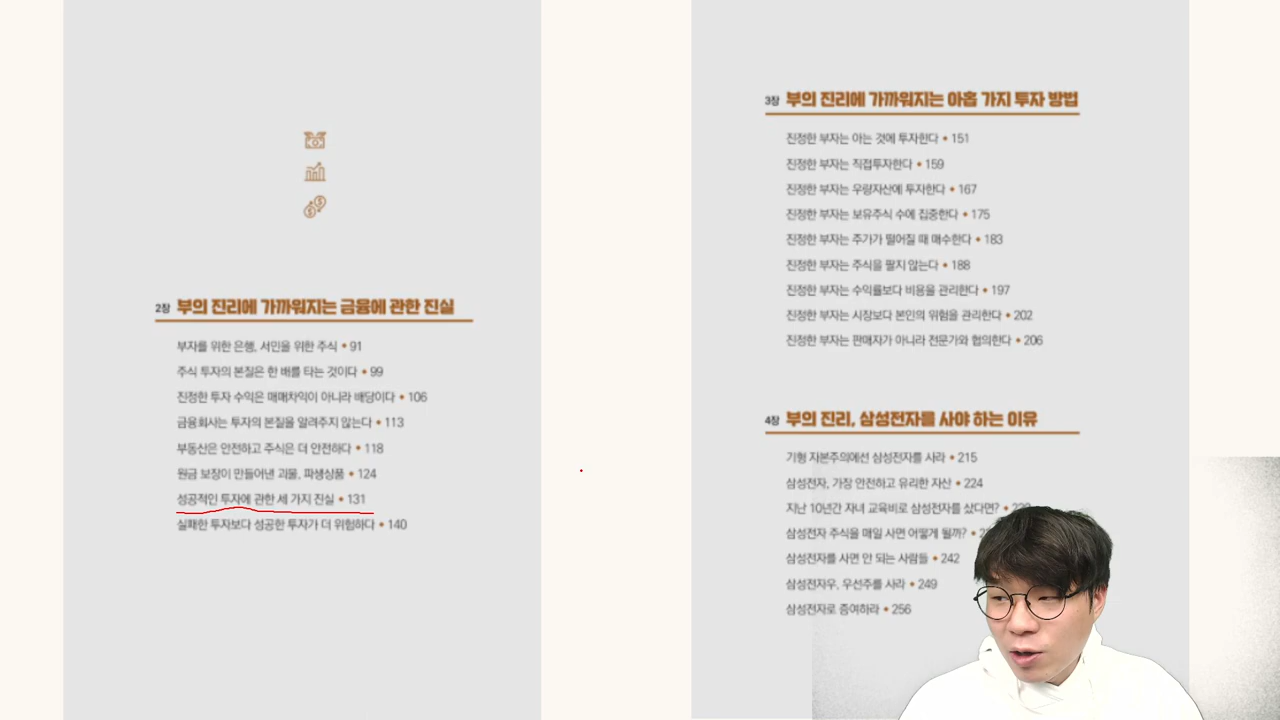 2장 부의 진리에 가까워지는 금융에 관한 진실
부자를 위한 은행, 서민을 위한 주식 • 91
주식 투자의 본질은 한 배를 타는 것이다 • 99
진정한 투자 수익은 매매차익이 아니라 배당이다 • 106
금융회사는 투자의 본질을 알려주지 않는다 • 113
부동산은 안전하고 주식은 더 안전하다 • 118
원금 보장이 만들어낸 괴물, 파생상품 • 124
성공적인 투자에 관한 세 가지 진실 • 131
실패한 투자보다 성공한 투자가 더 위험하다 • 140
3장 부의 진리에 가까워지는 아홉 가지 투자 방법
진정한 부자는 아는 것에 투자한다 • 151
진정한 부자는 직접투자한다 • 159
진정한 부자는 우량자산에 투자한다 • 167
진정한 부자는 보유주식 수에 집중한다 • 175
진정한 부자는 주가가 떨어질 때 매수한다 • 183
진정한 부자는 주식을 팔지 않는다 • 188
진정한 부자는 수익률보다 비용을 관리한다 • 197
진정한 부자는 시장보다 본인의 위험을 관리한다 • 202
진정한 부자는 판매자가 아니라 전문가와 협의한다 • 206
4장 부의 진리, 삼성전자를 사야 하는 이유
기형 자본주의에선 삼성전자를 사라 • 215
삼성전자, 가장 안전하고 유리한 자산 • 224
지난 10년간 자녀 교육비로 삼성전자를 샀다면? •
삼성전자 주식을 매일 사면 어떻게 될까? •
삼성전자를 사면 안 되는 사람들 • 242
삼성전자우, 우선주를 사라 • 249
삼성전자로 증여하라 • 256